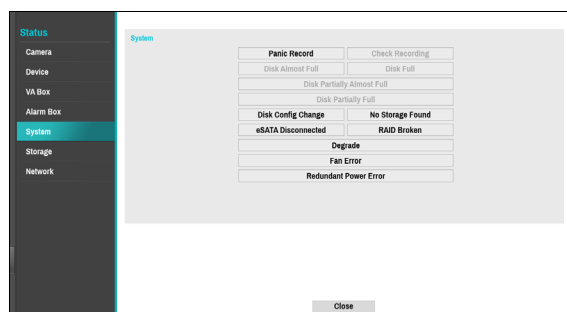 Status
Camera
Device
VA Box
Alarm Box
System
Storage
Network
System
Panic Record Check Recording
Disk Almost Full Disk Full
Disk Partially Almost Full
Disk Partially Full
Disk Config Change No Storage Found
eSATA Disconnected RAID Broken
Degrade
Fan Error
Redundant Power Error
Close